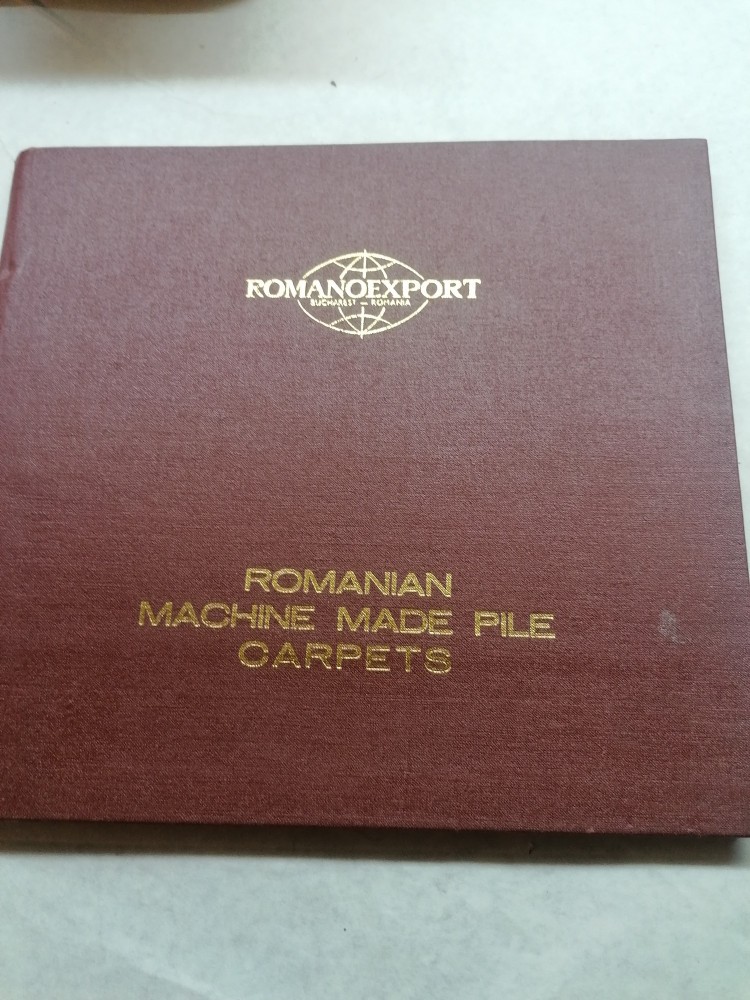 ROMANOEXPORT
BUCHAREST — ROMANIA
ROMANIAN
MACHINE MADE PILE
CARPETS